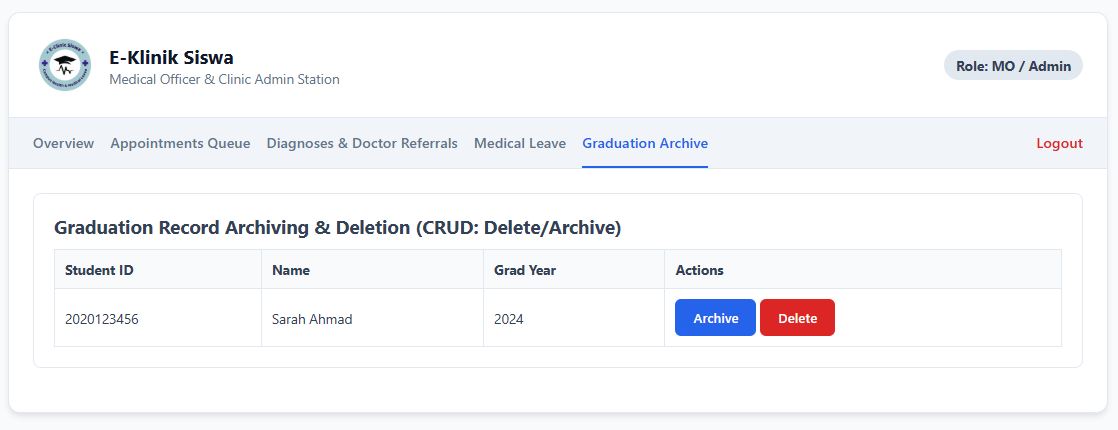 E-Klinik Siswa
Medical Officer & Clinic Admin Station
Role: MO / Admin
Overview Appointments Queue Diagnoses & Doctor Referrals Medical Leave Graduation Archive Logout
Graduation Record Archiving & Deletion (CRUD: Delete/Archive)
Student ID Name Grad Year Actions
2020123456 Sarah Ahmad 2024 Archive Delete